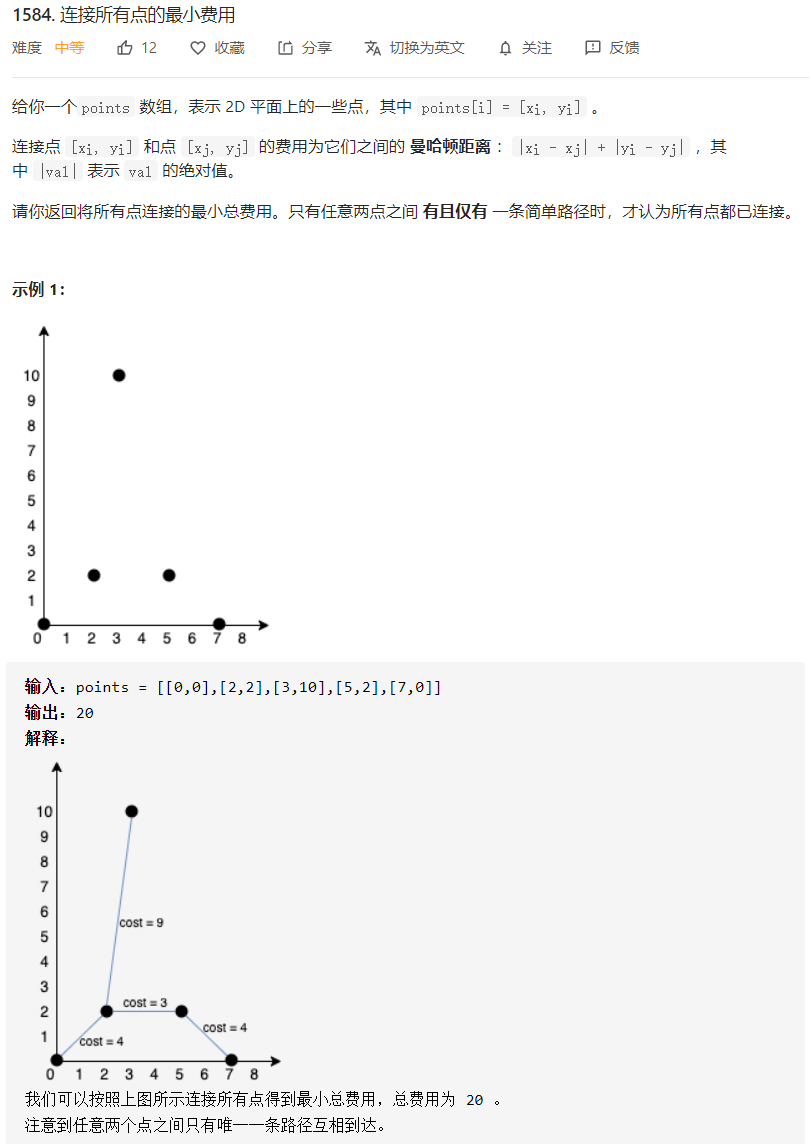 1584. 连接所有点的最小费用
难度 中等 12 收藏 分享 切换为英文 关注 反馈
给你一个 points 数组，表示 2D 平面上的一些点，其中 points[i] = [xi, yi] 。
连接点 [xi, yi] 和点 [xj, yj] 的费用为它们之间的 曼哈顿距离 ：|xi - xj| + |yi - yj| ，其
中 |val| 表示 val 的绝对值。
请你返回将所有点连接的最小总费用。只有任意两点之间 有且仅有 一条简单路径时，才认为所有点都已连接。
示例 1：
10
9
8
7
6
5
4
3
2
1
0 1 2 3 4 5 6 7 8
输入：points = [[0,0],[2,2],[3,10],[5,2],[7,0]]
输出：20
解释：
10
9
8
7
6
cost = 9
5
4
3
cost = 3
2
cost = 4
1
cost = 4
0 1 2 3 4 5 6 7 8
我们可以按照上图所示连接所有点得到最小总费用，总费用为 20 。
注意到任意两个点之间只有唯一一条路径互相到达。